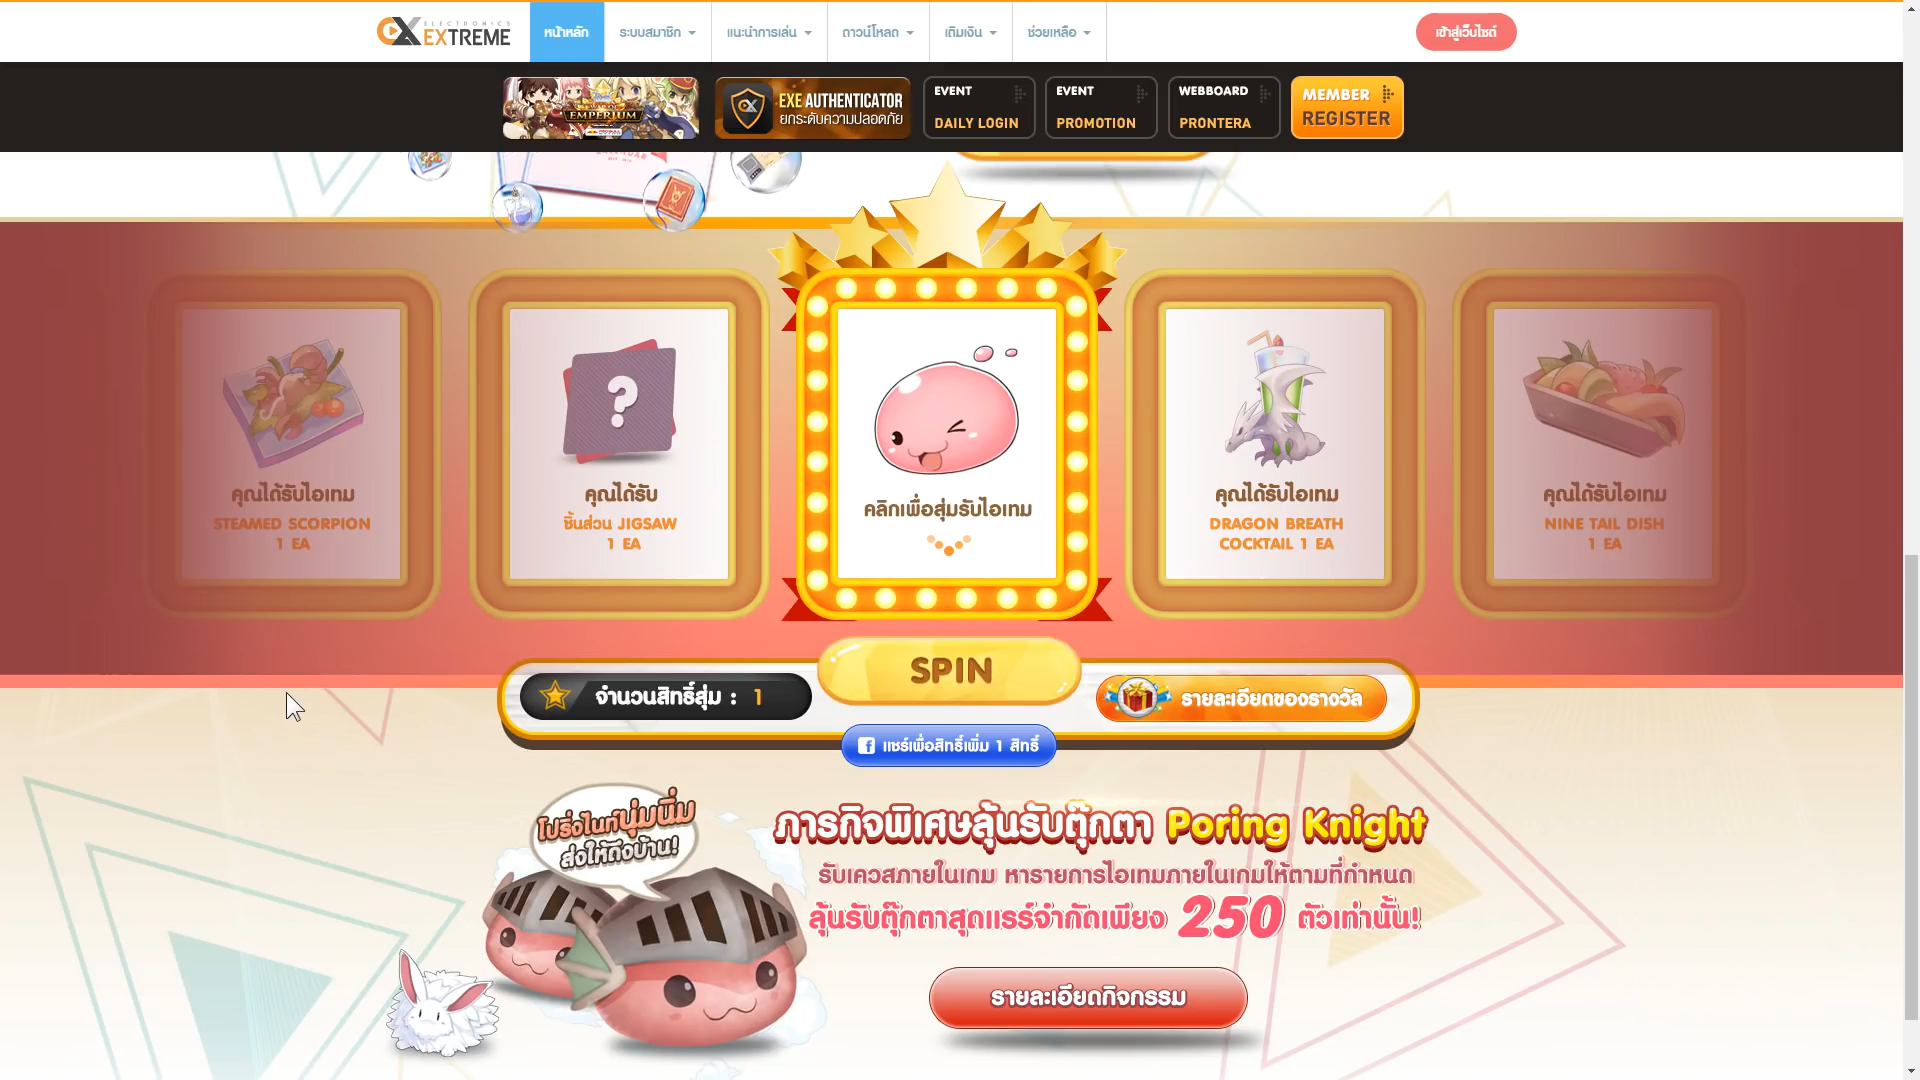 ELECTRONICS
EXTREME
หน้าหลัก
ระบบสมาชิก
แนะนำการเล่น
ดาวน์โหลด
เติมเงิน
ช่วยเหลือ
เข้าสู่เว็บไซต์
EMPERIUM
EXE AUTHENTICATOR
ยกระดับความปลอดภัย
EVENT
DAILY LOGIN
EVENT
PROMOTION
WEBBOARD
PRONTERA
MEMBER
REGISTER
คุณได้รับไอเทม
STEAMED SCORPION
1 EA
?
คุณได้รับ
ชิ้นส่วน JIGSAW
1 EA
คลิกเพื่อสุ่มรับไอเทม
คุณได้รับไอเทม
DRAGON BREATH
COCKTAIL 1 EA
คุณได้รับไอเทม
NINE TAIL DISH
1 EA
SPIN
จำนวนสิทธิ์สุ่ม : 1
รายละเอียดของรางวัล
แชร์เพื่อสิทธิ์เพิ่ม 1 สิทธิ์
โปริ่งไนท์นุ่มนิ่ม
ส่งให้ถึงบ้าน!
ภารกิจพิเศษลุ้นรับตุ๊กตา Poring Knight
รับเควสภายในเกม หารายการไอเทมภายในเกมให้ตามที่กำหนด
ลุ้นรับตุ๊กตาสุดแรร์จำกัดเพียง 250 ตัวเท่านั้น!
รายละเอียดกิจกรรม